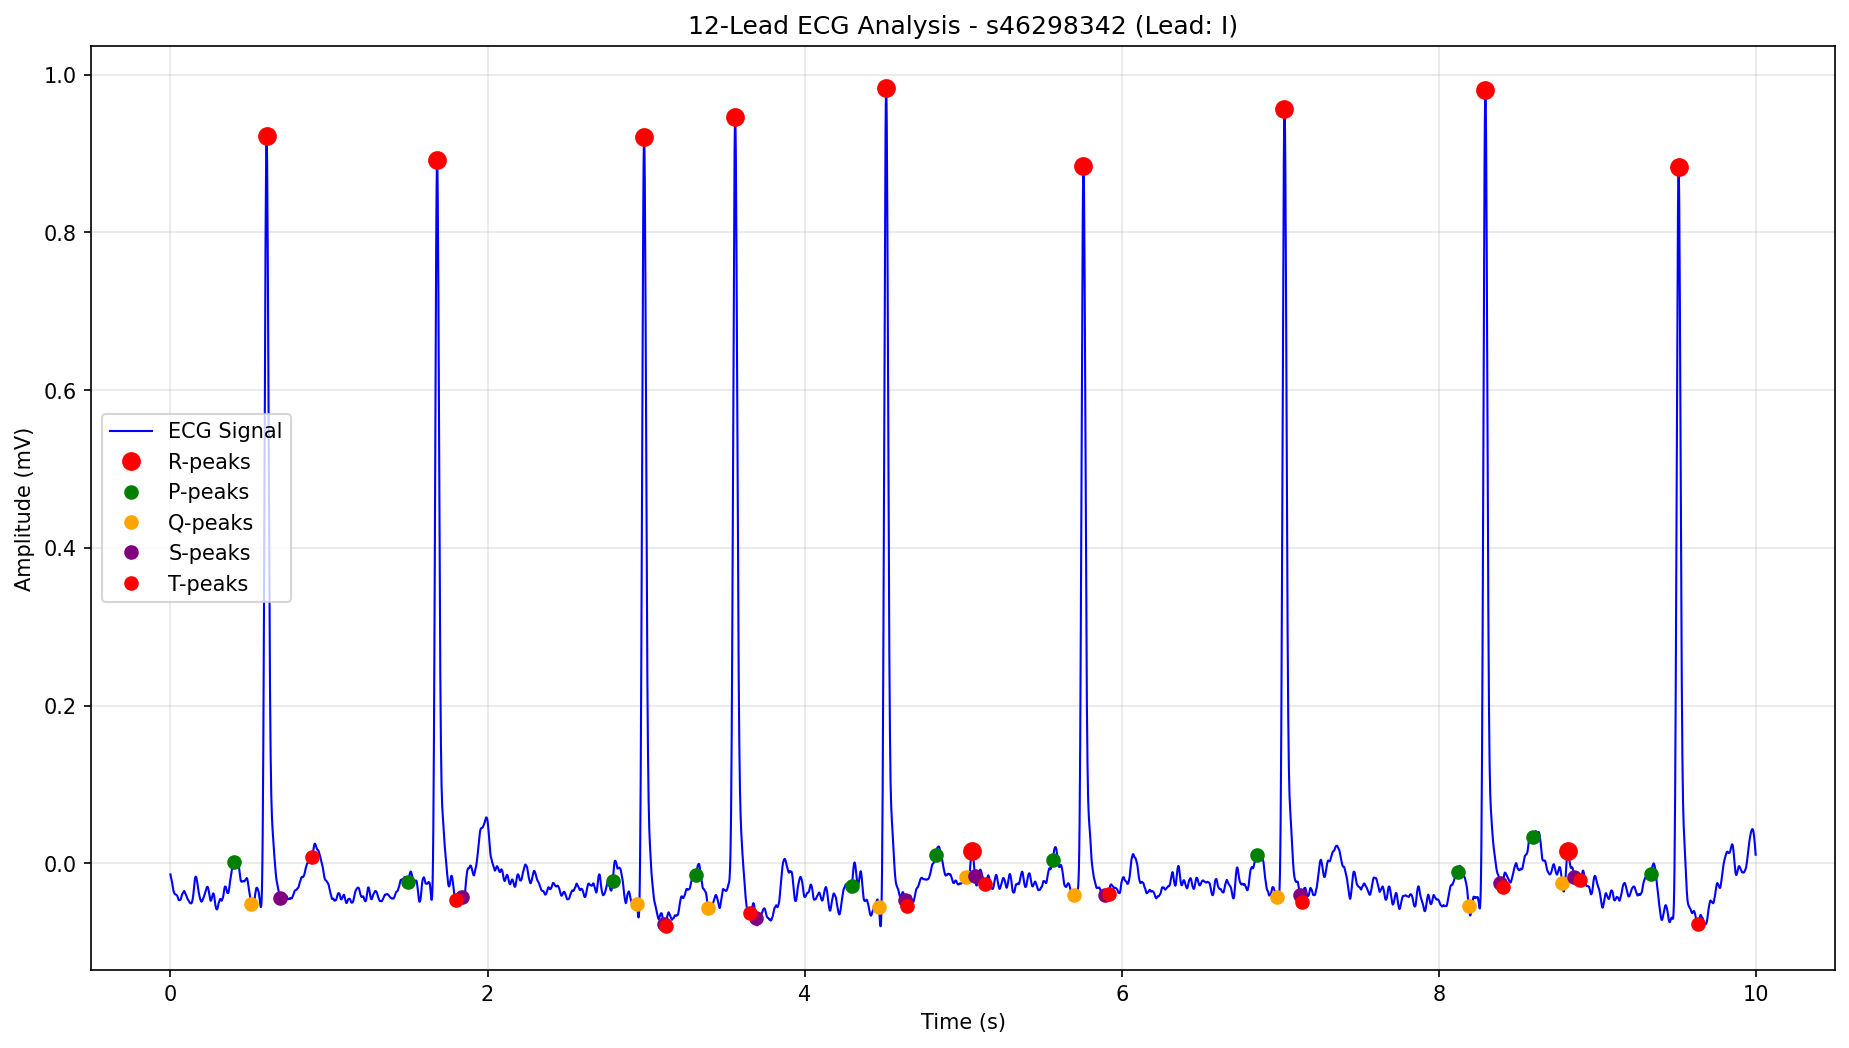 12-Lead ECG Analysis - s46298342 (Lead: I)
1.0
0.8
0.6
0.4
0.2
0.0
Amplitude (mV)
ECG Signal
R-peaks
P-peaks
Q-peaks
S-peaks
T-peaks
0 2 4 6 8 10
Time (s)